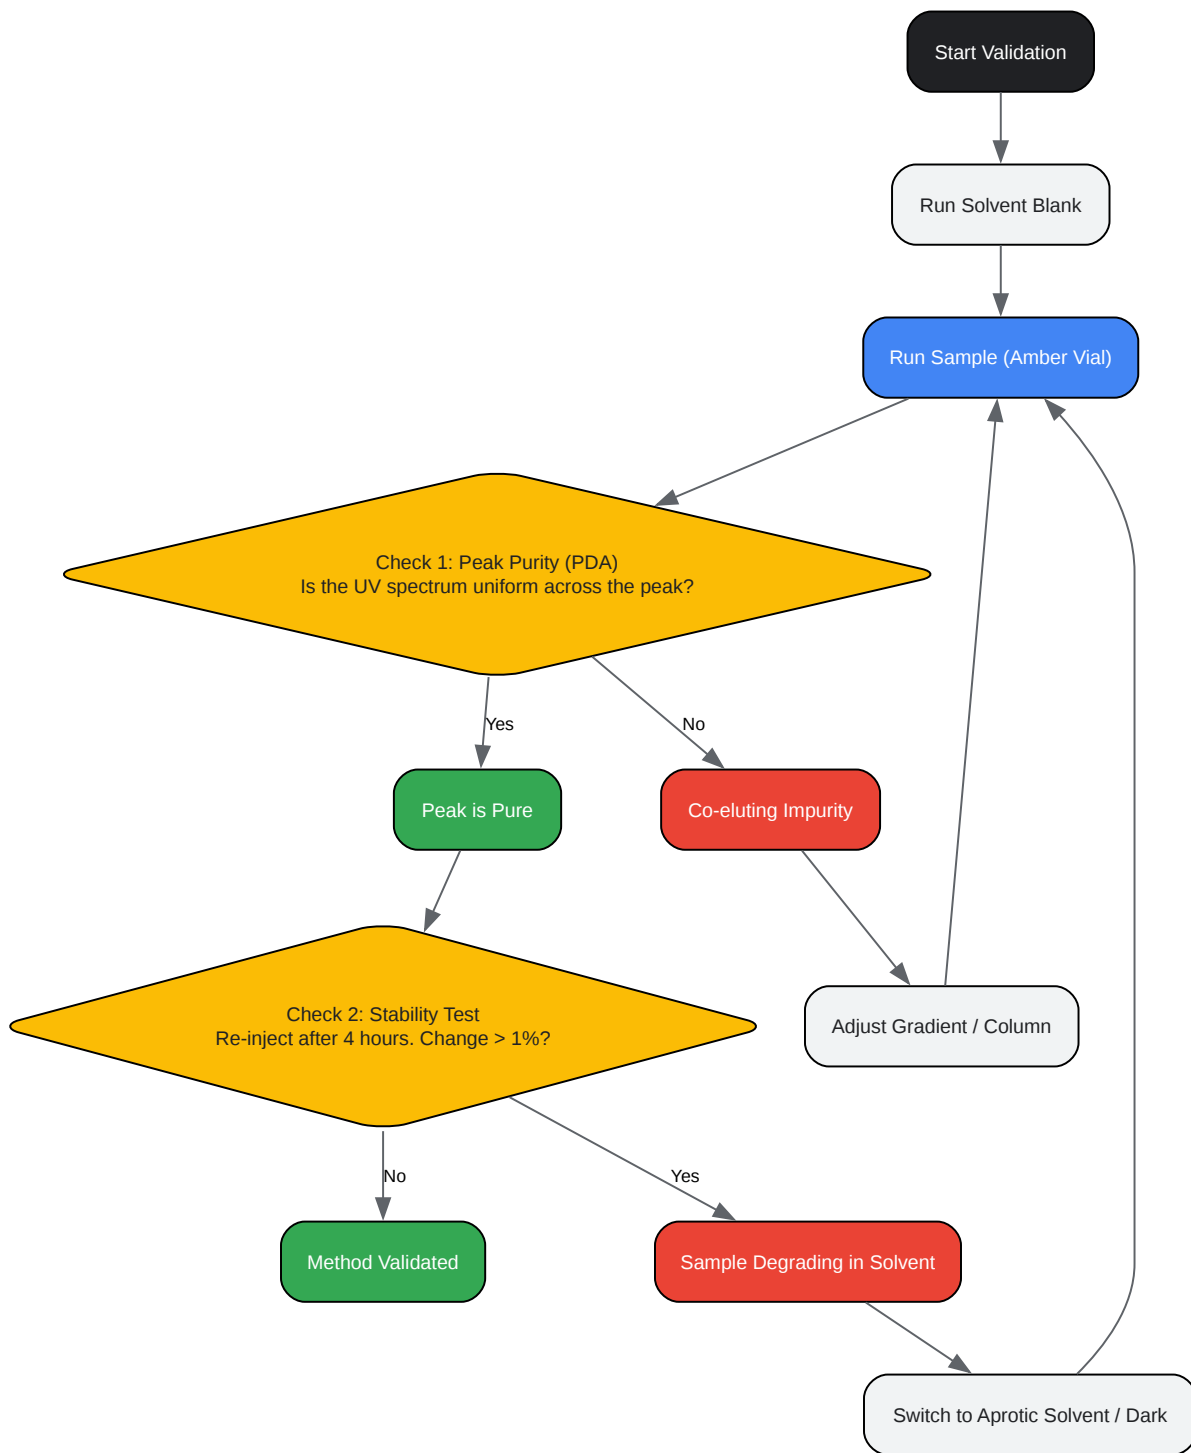 Start Validation
Run Solvent Blank
Run Sample (Amber Vial)
Check 1: Peak Purity (PDA)
Is the UV spectrum uniform across the peak?
Yes
No
Peak is Pure
Co-eluting Impurity
Check 2: Stability Test
Re-inject after 4 hours. Change > 1%?
Adjust Gradient / Column
No
Yes
Method Validated
Sample Degrading in Solvent
Switch to Aprotic Solvent / Dark